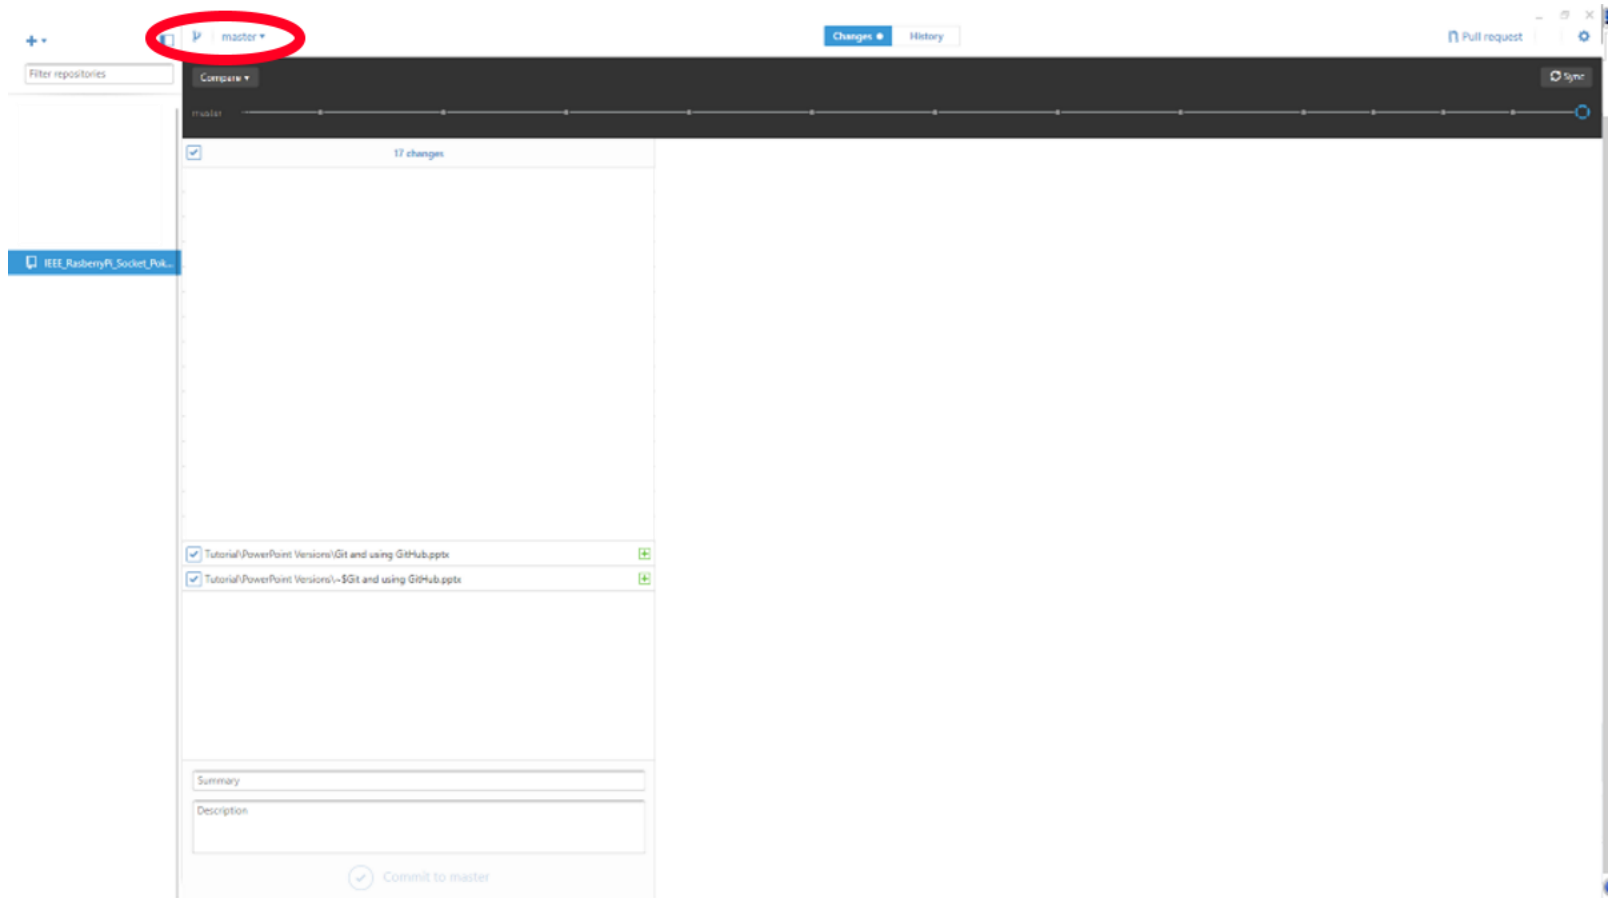 master
Changes
History
Pull request
Filter repositories
Compare
Sync
master
17 changes
IEEE_RasberryPi_Socket_Pok...
Tutorial\PowerPoint Versions\Git and using GitHub.pptx
Tutorial\PowerPoint Versions\~$Git and using GitHub.pptx
Summary
Description
Commit to master